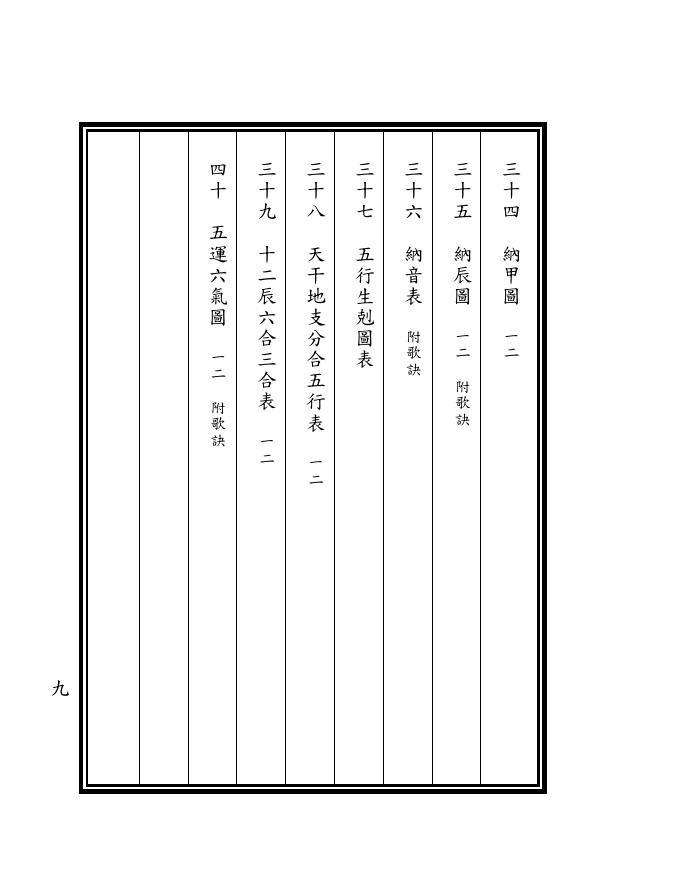 三十四　納甲圖　一二
三十五　納辰圖　一二　附歌訣
三十六　納音表　附歌訣
三十七　五行生剋圖表
三十八　天干地支分合五行表　一二
三十九　十二辰六合三合表　一二
四十　五運六氣圖　一二　附歌訣
九